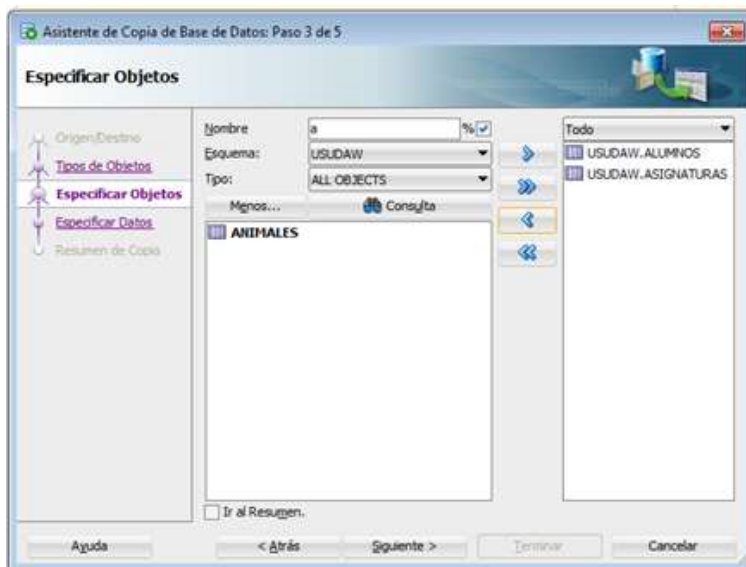 Asistente de Copia de Base de Datos: Paso 3 de 5
Especificar Objetos
Origen/Destino
Tipos de Objetos
Especificar Objetos
Especificar Datos
Resumen de Copia
Nombre a %
Esquema: USUDAW
Tipo: ALL OBJECTS
Menos... Consulta
ANIMALES
Todo
USUDAW.ALUMNOS
USUDAW.ASIGNATURAS
Ir al Resumen.
Ayuda < Atrás Siguiente > Terminar Cancelar